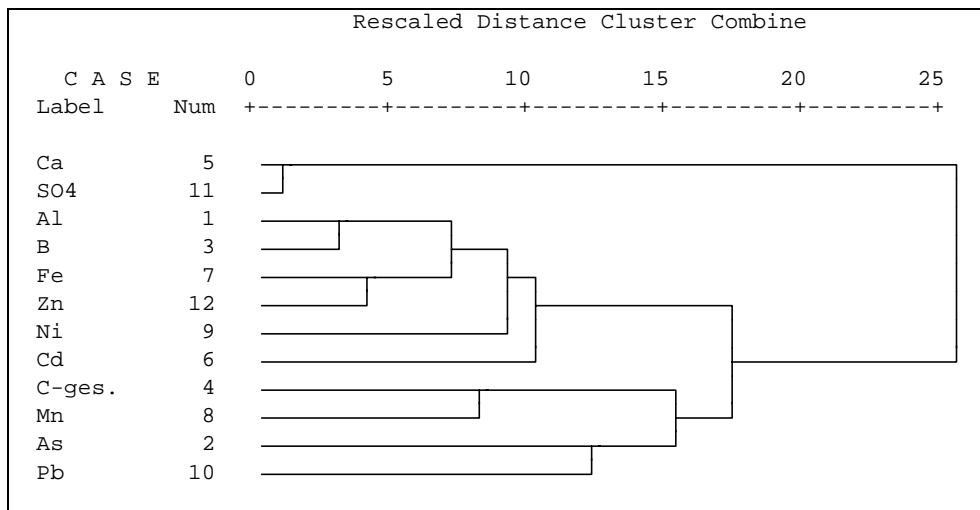 Rescaled Distance Cluster Combine
C A S E 0 5 10 15 20 25
Label Num +---------+---------+---------+---------+---------+
Ca 5
SO4 11
Al 1
B 3
Fe 7
Zn 12
Ni 9
Cd 6
C-ges. 4
Mn 8
As 2
Pb 10